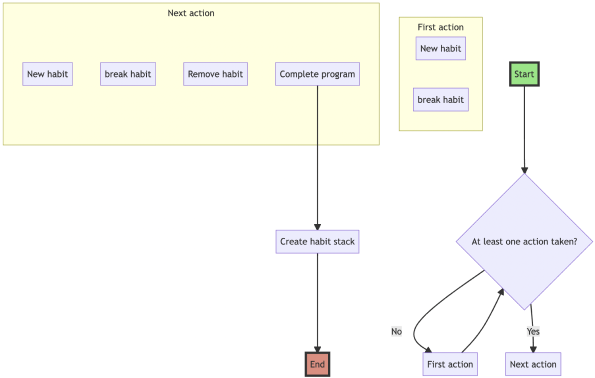 Next action
New habit
break habit
Remove habit
Complete program
Create habit stack
End
First action
New habit
break habit
Start
At least one action taken?
No
Yes
First action
Next action